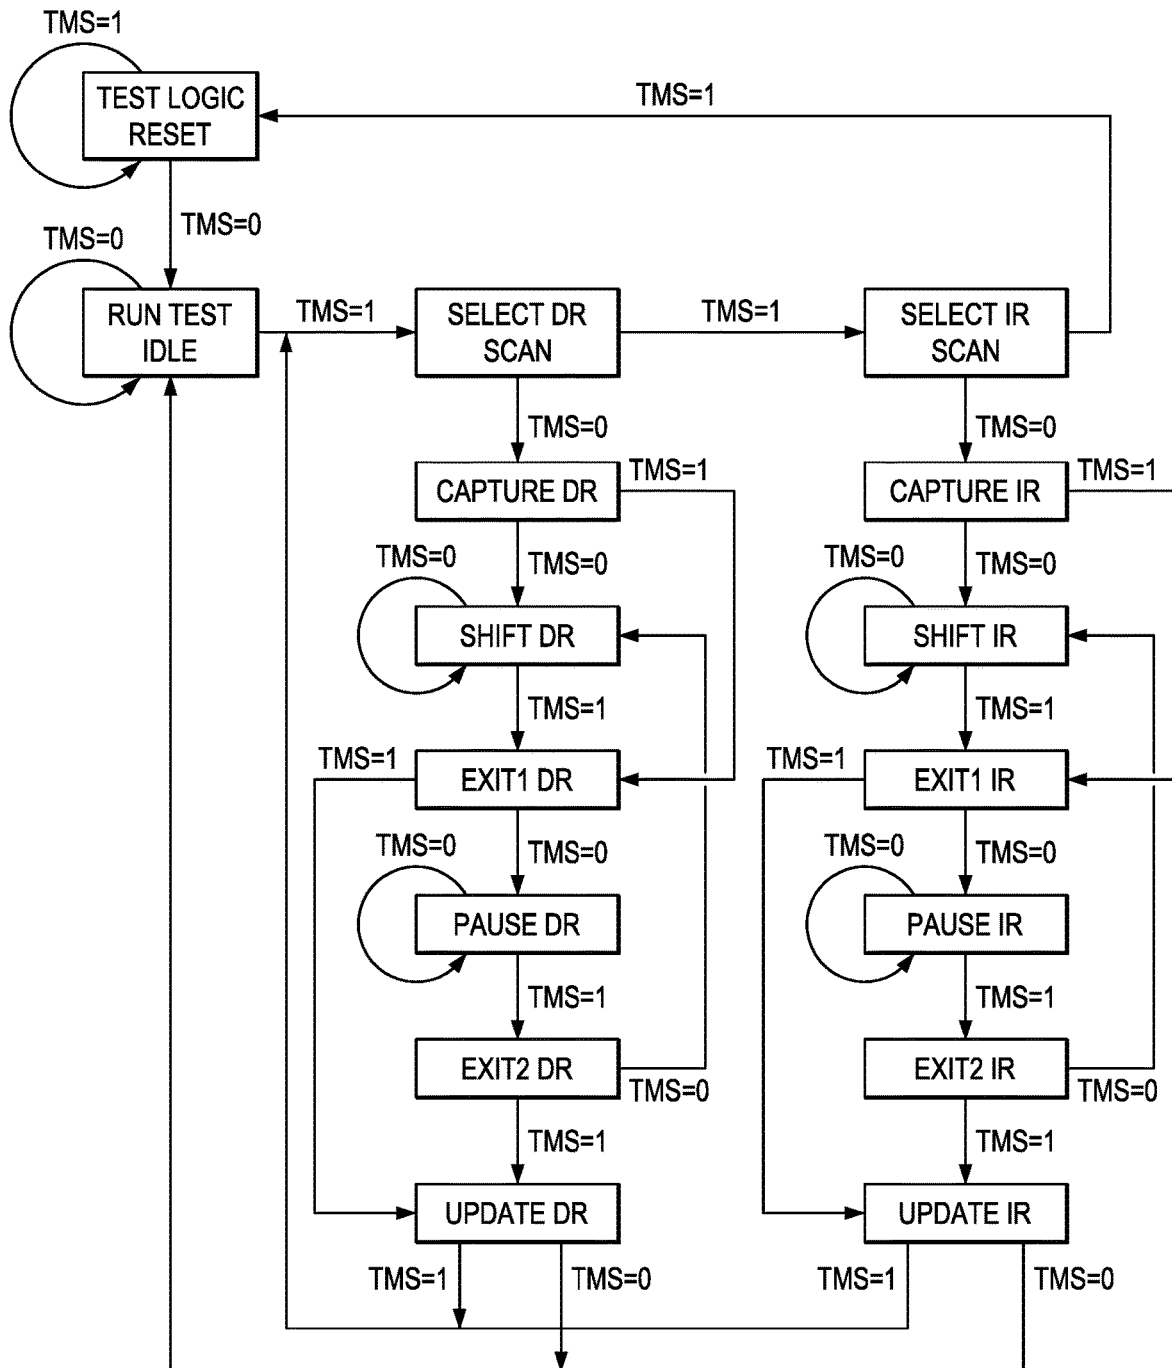 TMS=1
TEST LOGIC
RESET
TMS=1
TMS=0
TMS=0
RUN TEST
IDLE
TMS=1
SELECT DR
SCAN
TMS=1
SELECT IR
SCAN
TMS=0
TMS=0
CAPTURE DR
TMS=1
CAPTURE IR
TMS=1
TMS=0
TMS=0
TMS=0
TMS=0
SHIFT DR
SHIFT IR
TMS=1
TMS=1
TMS=1
EXIT1 DR
TMS=1
EXIT1 IR
TMS=0
TMS=0
TMS=0
TMS=0
PAUSE DR
PAUSE IR
TMS=1
TMS=1
EXIT2 DR
TMS=0
EXIT2 IR
TMS=0
TMS=1
TMS=1
UPDATE DR
UPDATE IR
TMS=1
TMS=0
TMS=1
TMS=0